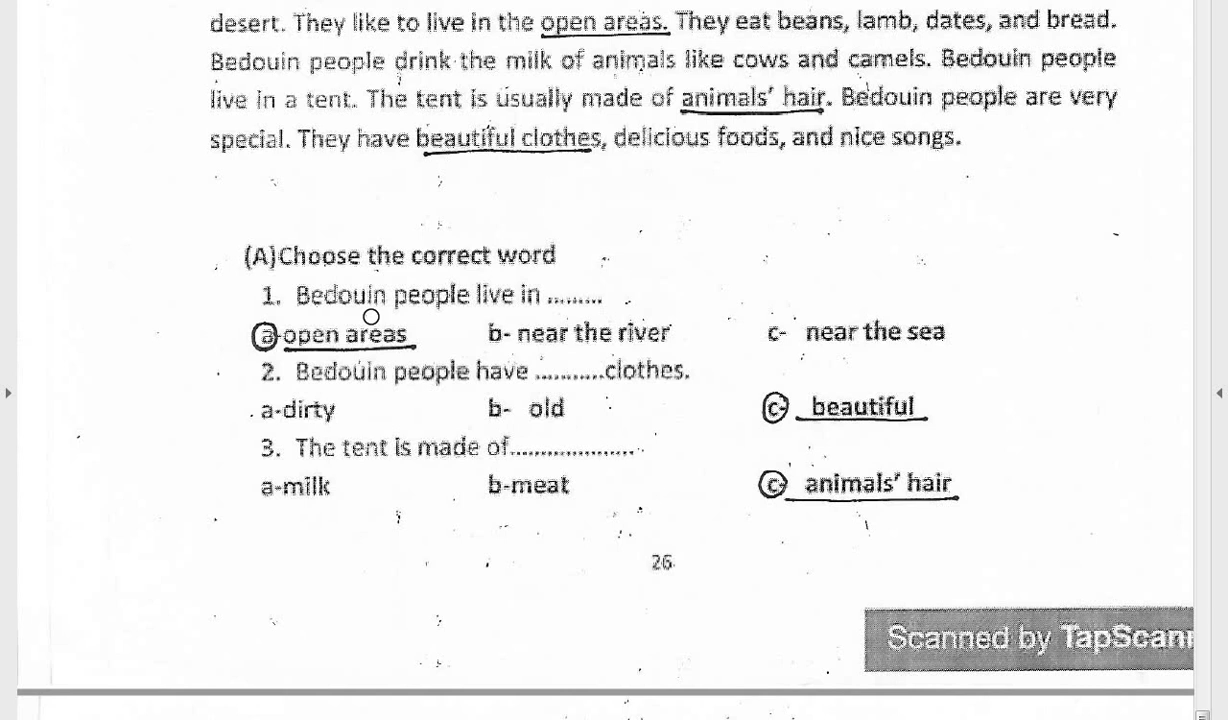 desert. They like to live in the open areas. They eat beans, lamb, dates, and bread.
Bedouin people drink the milk of animals like cows and camels. Bedouin people
live in a tent. The tent is usually made of animals' hair. Bedouin people are very
special. They have beautiful clothes, delicious foods, and nice songs.
(A)Choose the correct word
1. Bedouin people live in .........
a-open areas b- near the river c- near the sea
2. Bedouin people have ...........clothes.
a-dirty b- old c- beautiful
3. The tent is made of.....................
a-milk b-meat c- animals' hair
26
Scanned by TapScan